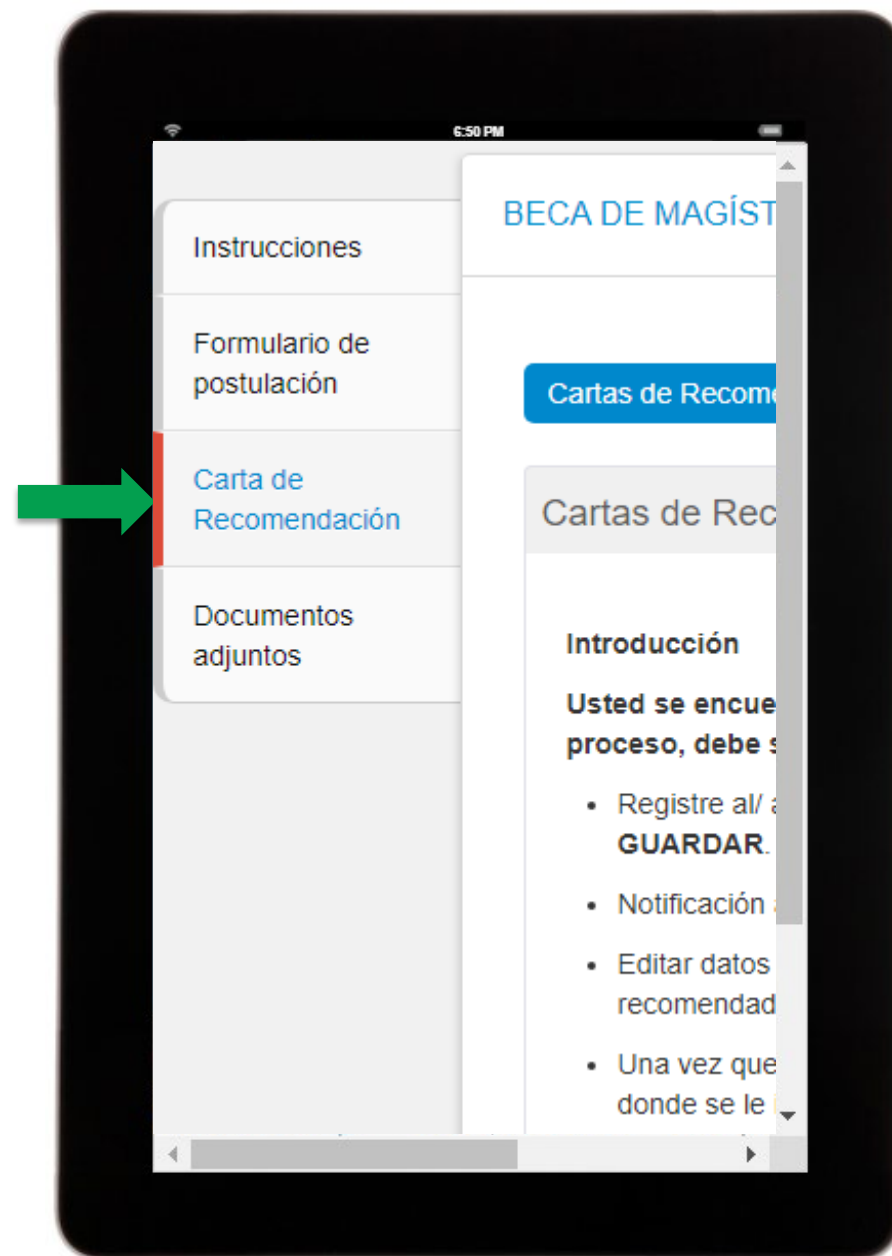 6:50 PM
Instrucciones
Formulario de
postulación
Carta de
Recomendación
Documentos
adjuntos
BECA DE MAGÍST
Cartas de Recome
Cartas de Rec
Introducción
Usted se encue
proceso, debe s
• Registre al/ a
GUARDAR.
• Notificación
• Editar datos
recomendad
• Una vez que
donde se le